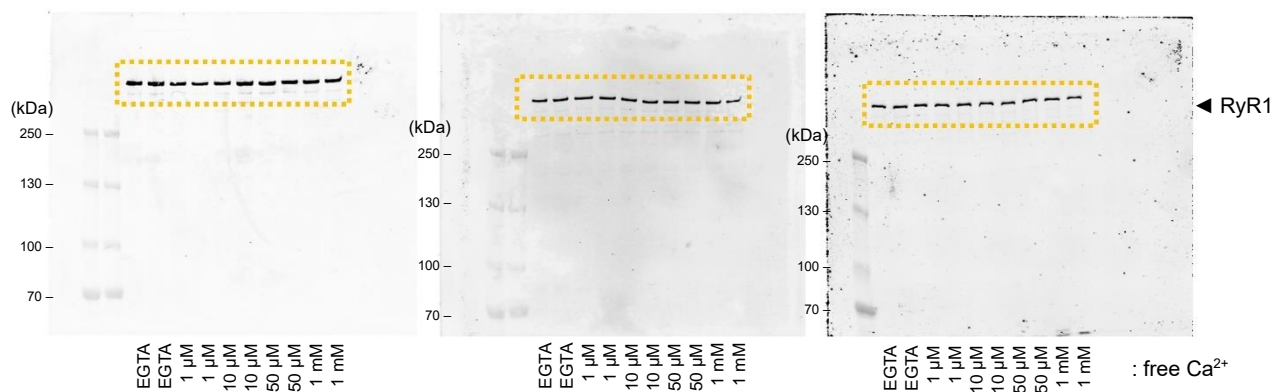 (kDa)
250 –
130 –
100 –
70 –
EGTA
EGTA
1 µM
1 µM
10 µM
10 µM
50 µM
50 µM
1 mM
1 mM
(kDa)
250 –
130 –
100 –
70 –
EGTA
EGTA
1 µM
1 µM
10 µM
10 µM
50 µM
50 µM
1 mM
1 mM
(kDa)
250 –
130 –
100 –
70 –
EGTA
EGTA
1 µM
1 µM
10 µM
10 µM
50 µM
50 µM
1 mM
1 mM
◄ RyR1
: free Ca²⁺